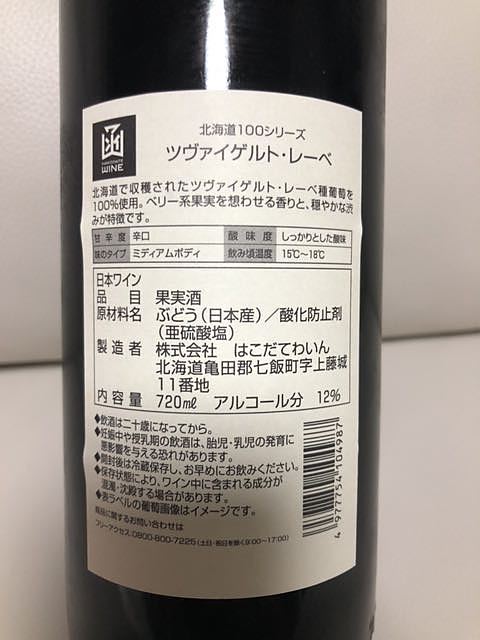 函
HAKODATE
WINE
北海道100シリーズ
ツヴァイゲルト・レーベ
北海道で収穫されたツヴァイゲルト・レーベ種葡萄を
100%使用。ベリー系果実を想わせる香りと、穏やかな渋
みが特徴です。
甘辛度 辛口 酸味度 しっかりとした酸味
味のタイプ ミディアムボディ 飲み頃温度 15℃〜18℃
日本ワイン
品目 果実酒
原材料名 ぶどう(日本産)/酸化防止剤
(亜硫酸塩)
製造者 株式会社 はこだてわいん
北海道亀田郡七飯町字上藤城
11番地
内容量 720㎖ アルコール分 12%
◆飲酒は二十歳になってから。
◆妊娠中や授乳期の飲酒は、胎児・乳児の発育に
悪影響を与える恐れがあります。
◆開封後は冷蔵保存し、お早めにお飲みください。
◆保存状態により、ワイン中に含まれる成分が
混濁・沈殿する場合があります。
◆表ラベルの葡萄画像はイメージです。
商品に関するお問い合わせは
フリーアクセス:0800-800-7225(土日・祝日を除く9:00〜17:00)
4 977754 104987